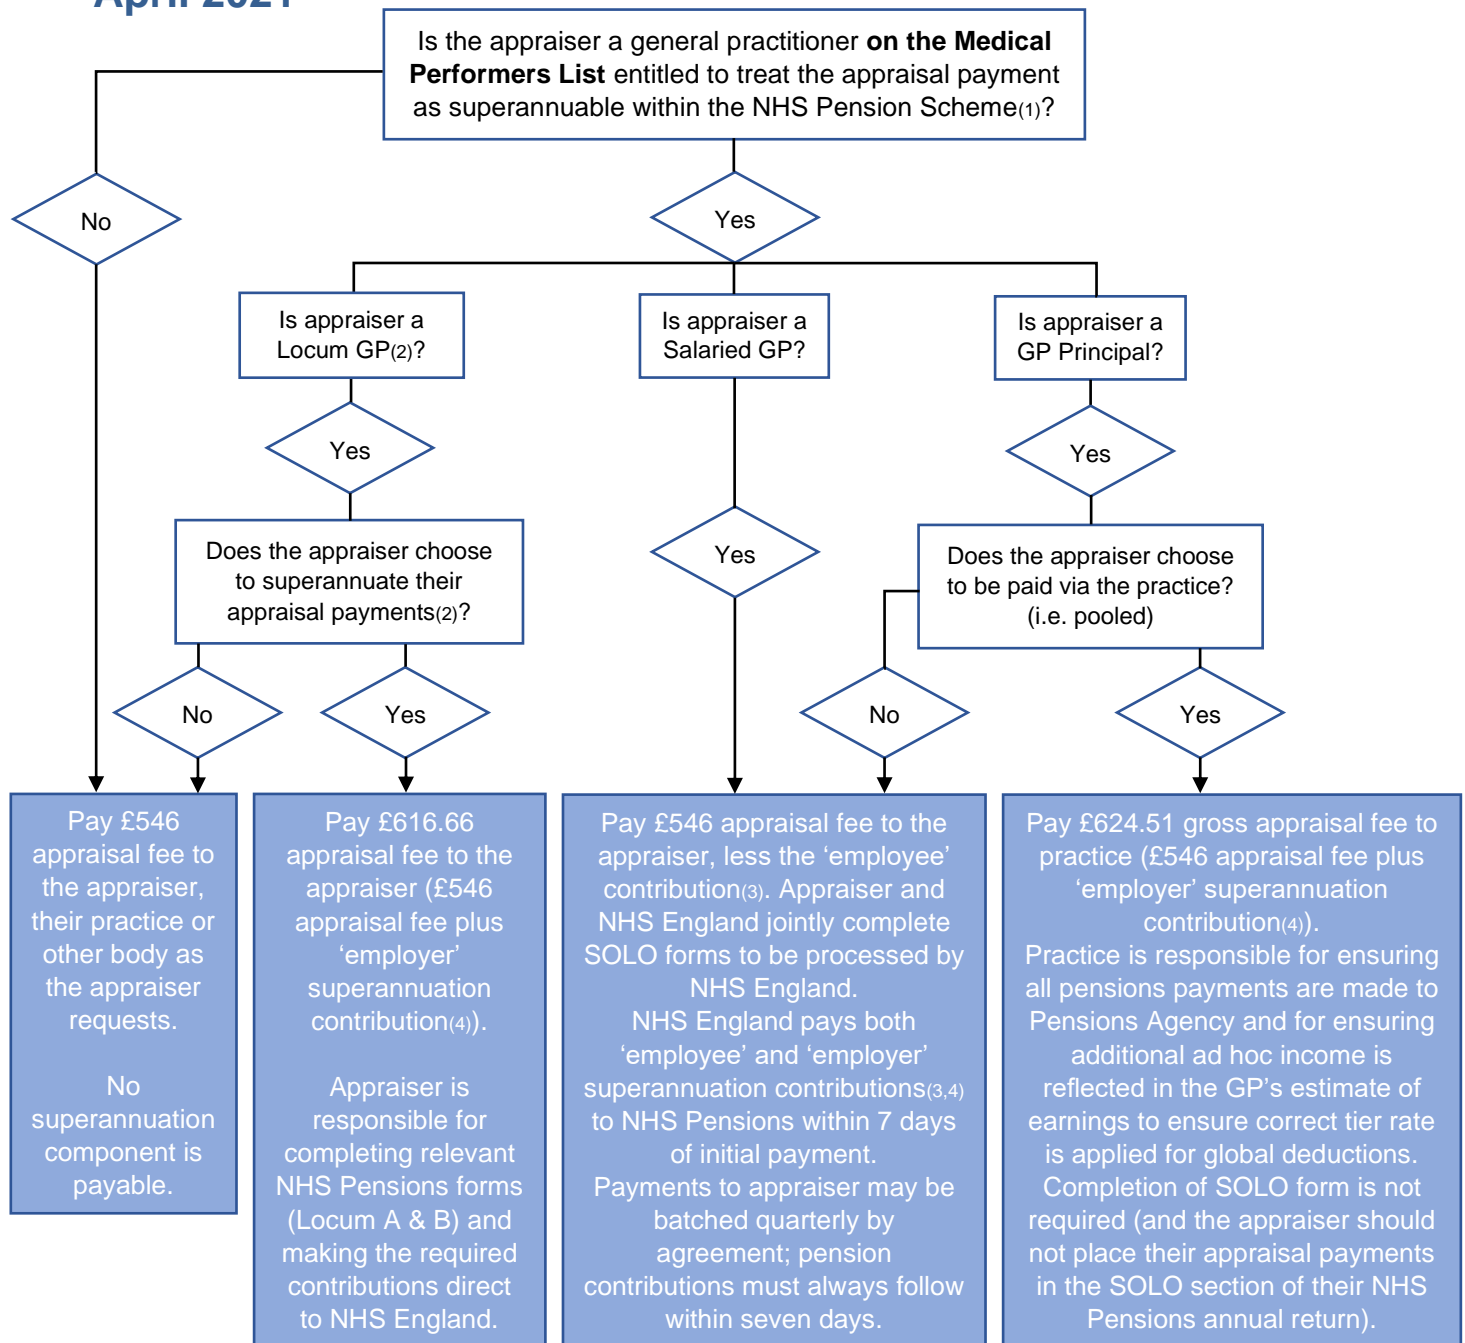 April 2021
Is the appraiser a general practitioner on the Medical
Performers List entitled to treat the appraisal payment
as superannuable within the NHS Pension Scheme(1)?
No
Yes
Is appraiser a
Locum GP(2)?
Is appraiser a
Salaried GP?
Is appraiser a
GP Principal?
Yes
Yes
Yes
Does the appraiser choose
to superannuate their
appraisal payments(2)?
Does the appraiser choose
to be paid via the practice?
(i.e. pooled)
No
Yes
No
Yes
Pay £546
appraisal fee to
the appraiser,
their practice or
other body as
the appraiser
requests.
No
superannuation
component is
payable.
Pay £616.66
appraisal fee to the
appraiser (£546
appraisal fee plus
‘employer’
superannuation
contribution(4)).
Appraiser is
responsible for
completing relevant
NHS Pensions forms
(Locum A & B) and
making the required
contributions direct
to NHS England.
Pay £546 appraisal fee to the
appraiser, less the ‘employee’
contribution(3). Appraiser and
NHS England jointly complete
SOLO forms to be processed by
NHS England.
NHS England pays both
‘employee’ and ‘employer’
superannuation contributions(3,4)
to NHS Pensions within 7 days
of initial payment.
Payments to appraiser may be
batched quarterly by
agreement; pension
contributions must always follow
within seven days.
Pay £624.51 gross appraisal fee to
practice (£546 appraisal fee plus
‘employer’ superannuation
contribution(4)).
Practice is responsible for ensuring
all pensions payments are made to
Pensions Agency and for ensuring
additional ad hoc income is
reflected in the GP’s estimate of
earnings to ensure correct tier rate
is applied for global deductions.
Completion of SOLO form is not
required (and the appraiser should
not place their appraisal payments
in the SOLO section of their NHS
Pensions annual return).